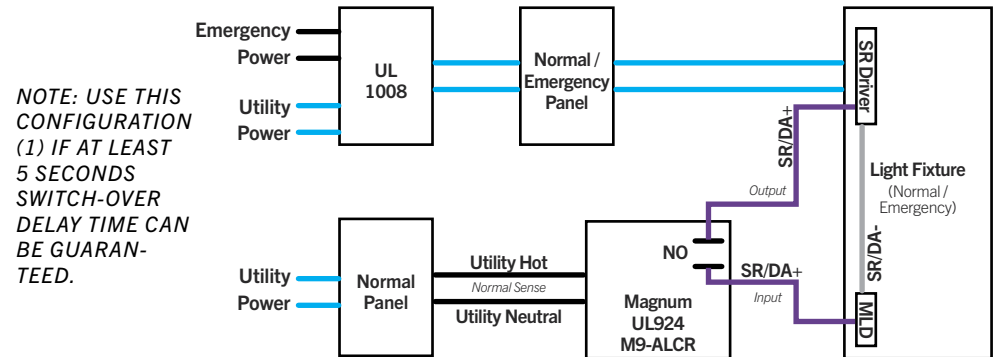 NOTE: USE THIS
CONFIGURATION
(1) IF AT LEAST
5 SECONDS
SWITCH-OVER
DELAY TIME CAN
BE GUARAN-
TEED.
Emergency
Power
Utility
Power
UL
1008
Normal /
Emergency
Panel
SR Driver
SR/DA+
Output
Light Fixture
(Normal /
Emergency)
SR/DA-
MLD
Utility
Power
Normal
Panel
Utility Hot
Normal Sense
Utility Neutral
NO
SR/DA+
Input
Magnum
UL924
M9-ALCR